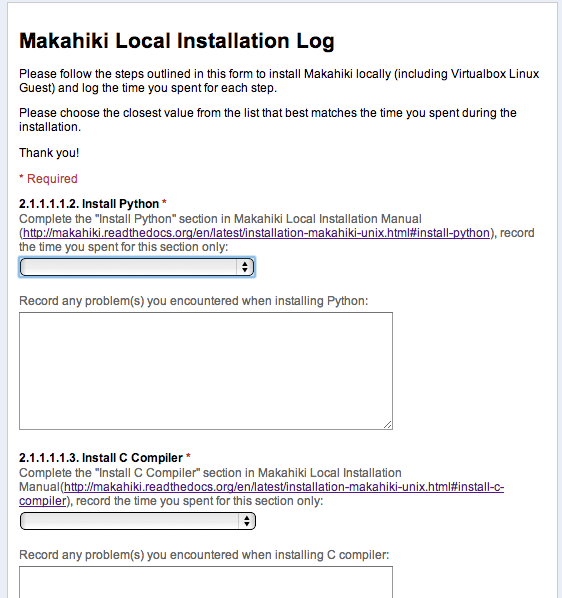 Makahiki Local Installation Log
Please follow the steps outlined in this form to install Makahiki locally (including Virtualbox Linux
Guest) and log the time you spent for each step.
Please choose the closest value from the list that best matches the time you spent during the
installation.
Thank you!
* Required
2.1.1.1.1.2. Install Python *
Complete the "Install Python" section in Makahiki Local Installation Manual
(http://makahiki.readthedocs.org/en/latest/installation-makahiki-unix.html#install-python), record
the time you spent for this section only:
Record any problem(s) you encountered when installing Python:
2.1.1.1.1.3. Install C Compiler *
Complete the "Install C Compiler" section in Makahiki Local Installation
Manual(http://makahiki.readthedocs.org/en/latest/installation-makahiki-unix.html#install-c-
compiler), record the time you spent for this section only:
Record any problem(s) you encountered when installing C compiler: